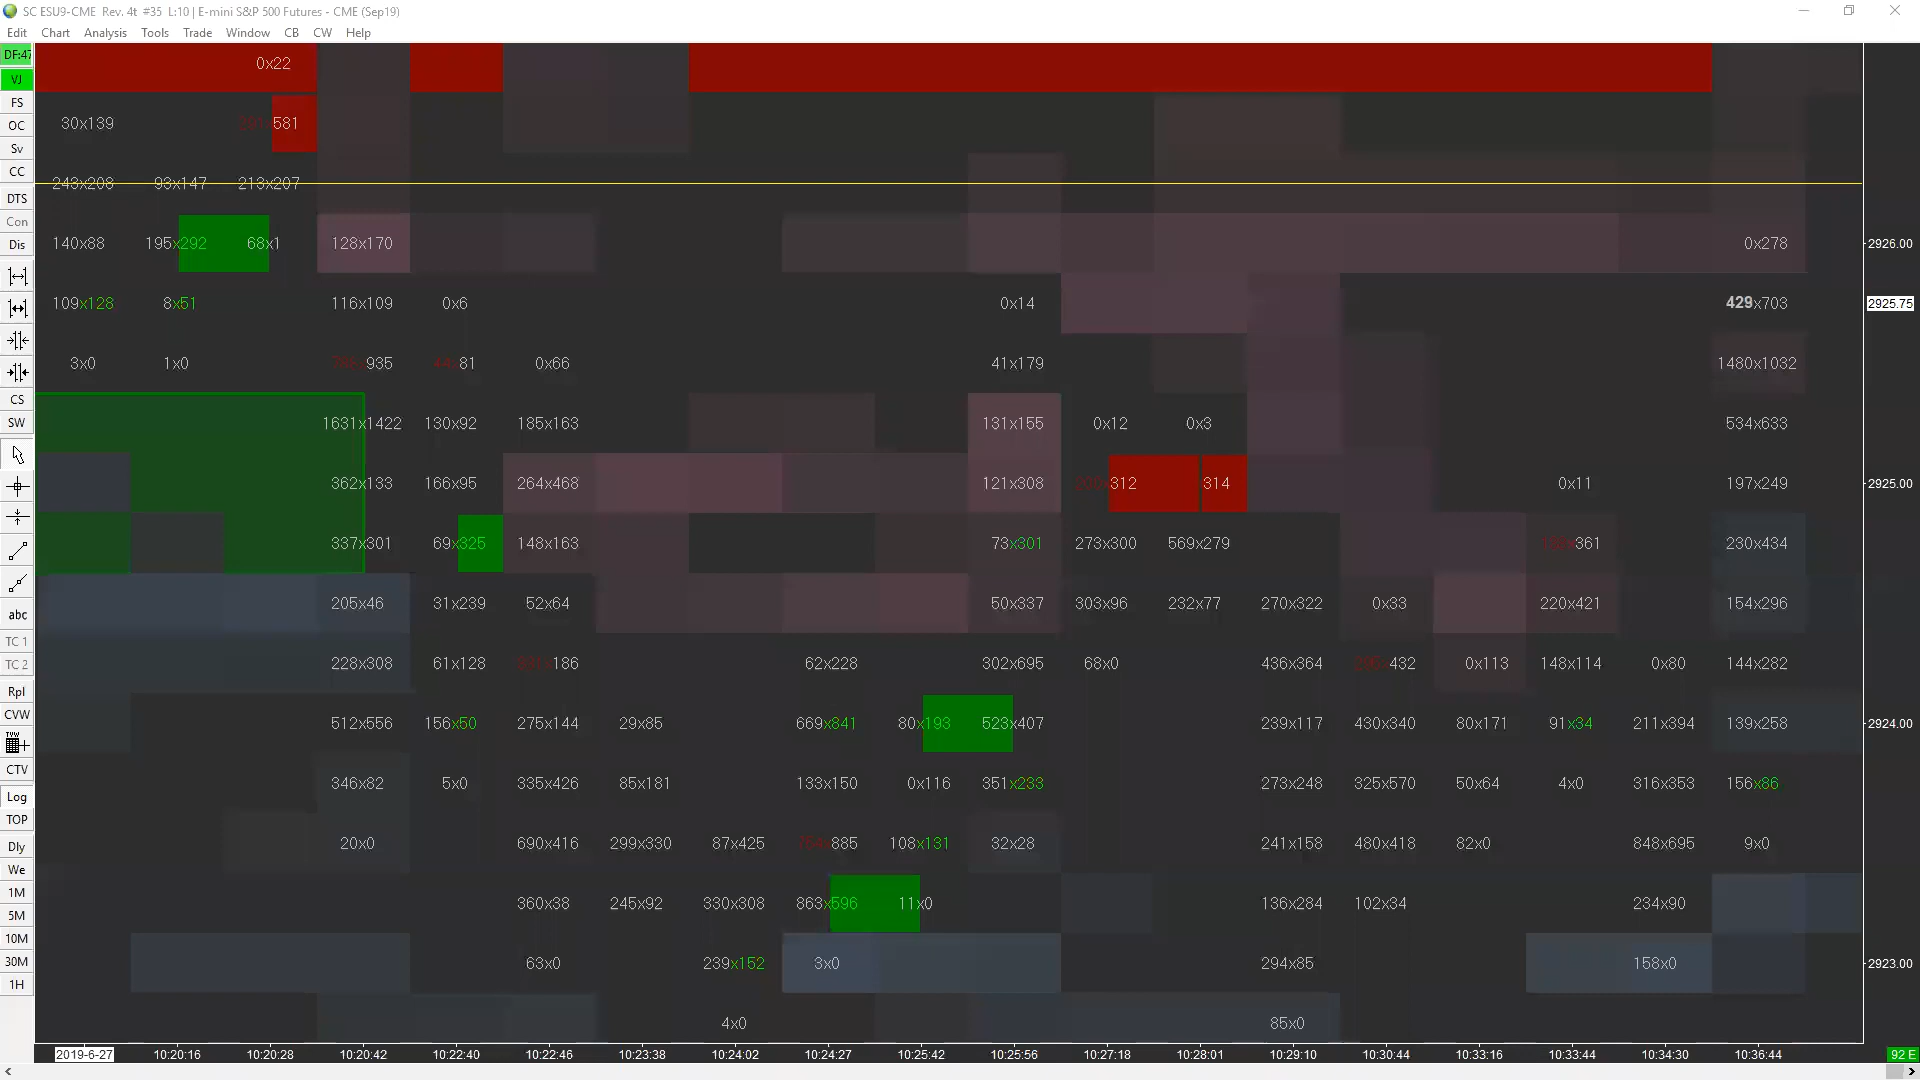 SC ESU9-CME Rev. 4t #35 L:10 | E-mini S&P 500 Futures - CME (Sep19)
Edit Chart Analysis Tools Trade Window CB CW Help
DF:47
VJ
FS
OC
Sv
CC
DTS
Con
Dis
CS
SW
abc
TC 1
TC 2
Rpl
CVW
TVW
CTV
Log
TOP
Dly
We
1M
5M
10M
30M
1H
0x22
30x139 581
243x208 93x147 213x207
140x88 195x292 68x1 128x170 0x278 2926.00
109x128 8x51 116x109 0x6 0x14 429x703 2925.75
3x0 1x0 935 81 0x66 41x179 1480x1032
1631x1422 130x92 185x163 131x155 0x12 0x3 534x633
362x133 166x95 264x468 121x308 312 314 0x11 197x249 2925.00
337x301 69x325 148x163 73x301 273x300 569x279 361 230x434
205x46 31x239 52x64 50x337 303x96 232x77 270x322 0x33 220x421 154x296
228x308 61x128 186 62x228 302x695 68x0 436x364 432 0x113 148x114 0x80 144x282
512x556 156x50 275x144 29x85 669x841 80x193 523x407 239x117 430x340 80x171 91x34 211x394 139x258 2924.00
346x82 5x0 335x426 85x181 133x150 0x116 351x233 273x248 325x570 50x64 4x0 316x353 156x86
20x0 690x416 299x330 87x425 885 108x131 32x28 241x158 480x418 82x0 848x695 9x0
360x38 245x92 330x308 863x596 11x0 136x284 102x34 234x90
63x0 239x152 3x0 294x85 158x0 2923.00
4x0 85x0
2019-6-27 10:20:16 10:20:28 10:20:42 10:22:40 10:22:46 10:23:38 10:24:02 10:24:27 10:25:42 10:25:56 10:27:18 10:28:01 10:29:10 10:30:44 10:33:16 10:33:44 10:34:30 10:36:44 92 E